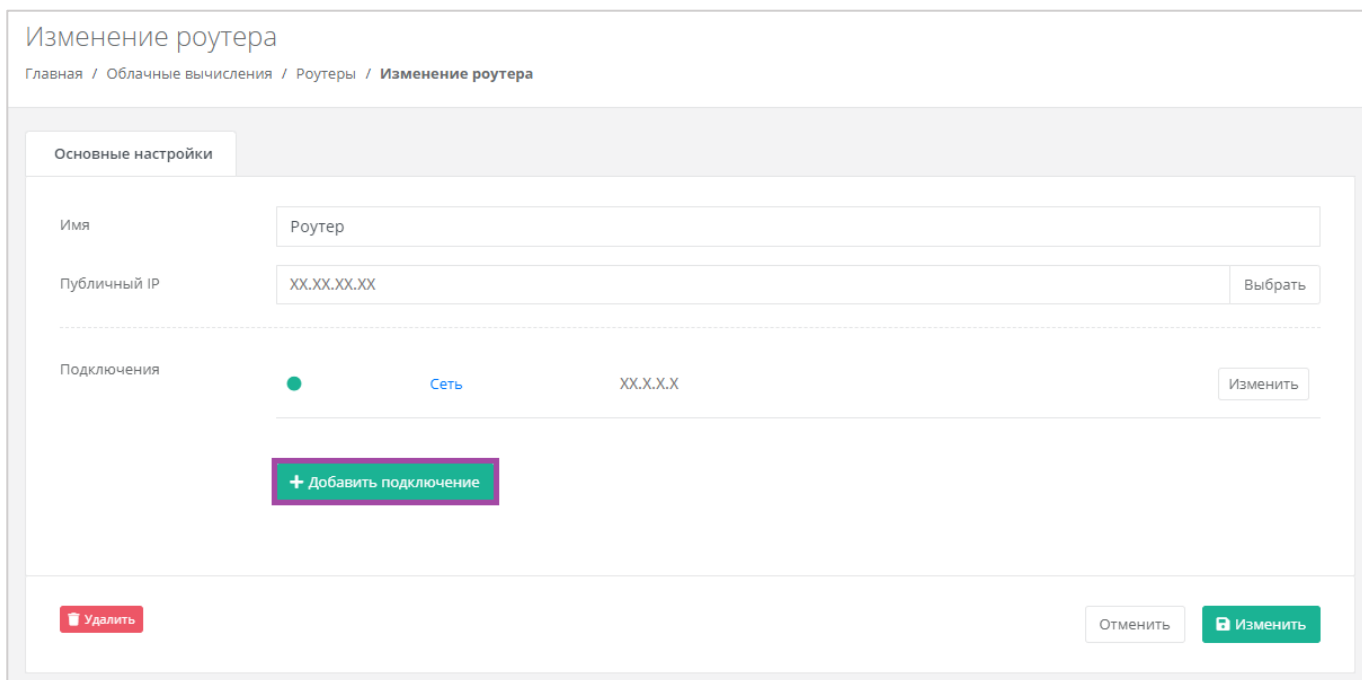 Изменение роутера
Главная / Облачные вычисления / Роутеры / Изменение роутера
Основные настройки
Имя
Роутер
Публичный IP
XX.XX.XX.XX
Выбрать
Подключения
Сеть
XX.X.X.X
Изменить
+ Добавить подключение
Удалить
Отменить
Изменить